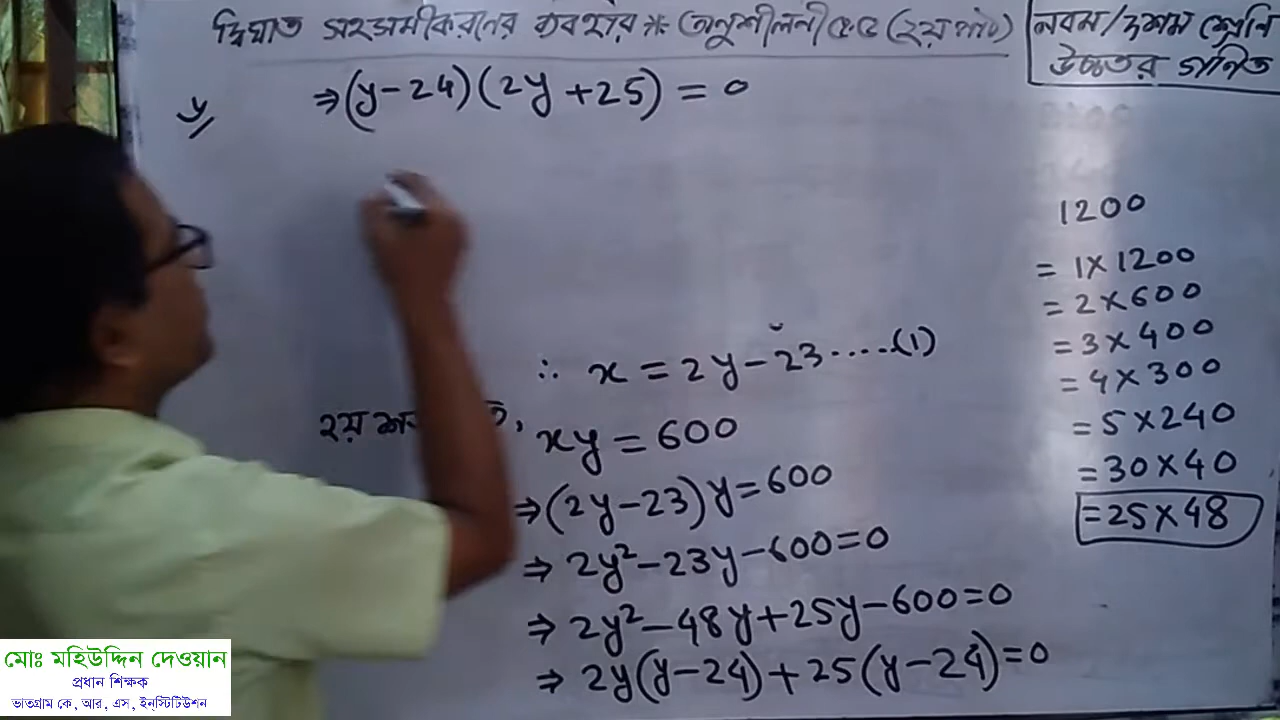 দ্বিঘাত সহসমীকরনের ব্যবহার * অনুশীলনী ৫.৫ (২য় পাঠ)
নবম/দশম শ্রেনি
উচ্চতর গনিত
⇒(y-24)(2y+25)=0
∴ x=2y-23.....(1)
২য় , xy=600
⇒(2y-23)y=600
⇒ 2y²-23y-600=0
⇒ 2y²-48y+25y-600=0
⇒ 2y(y-24)+25(y-24)=0
1200
= 1×1200
= 2×600
= 3×400
= 4×300
= 5×240
= 30×40
= 25×48
মোঃ মহিউদ্দিন দেওয়ান
প্রধান শিক্ষক
ভাতগ্রাম কে, আর, এস, ইনস্টিটিউশন